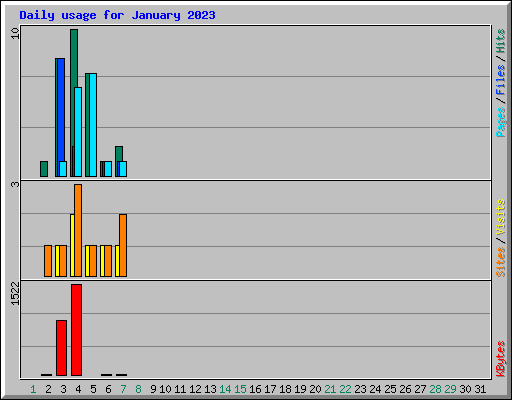 Daily usage for January 2023
10
Pages/Files/Hits
3
Sites/Visits
1522
KBytes
1 2 3 4 5 6 7 8 9 10 11 12 13 14 15 16 17 18 19 20 21 22 23 24 25 26 27 28 29 30 31